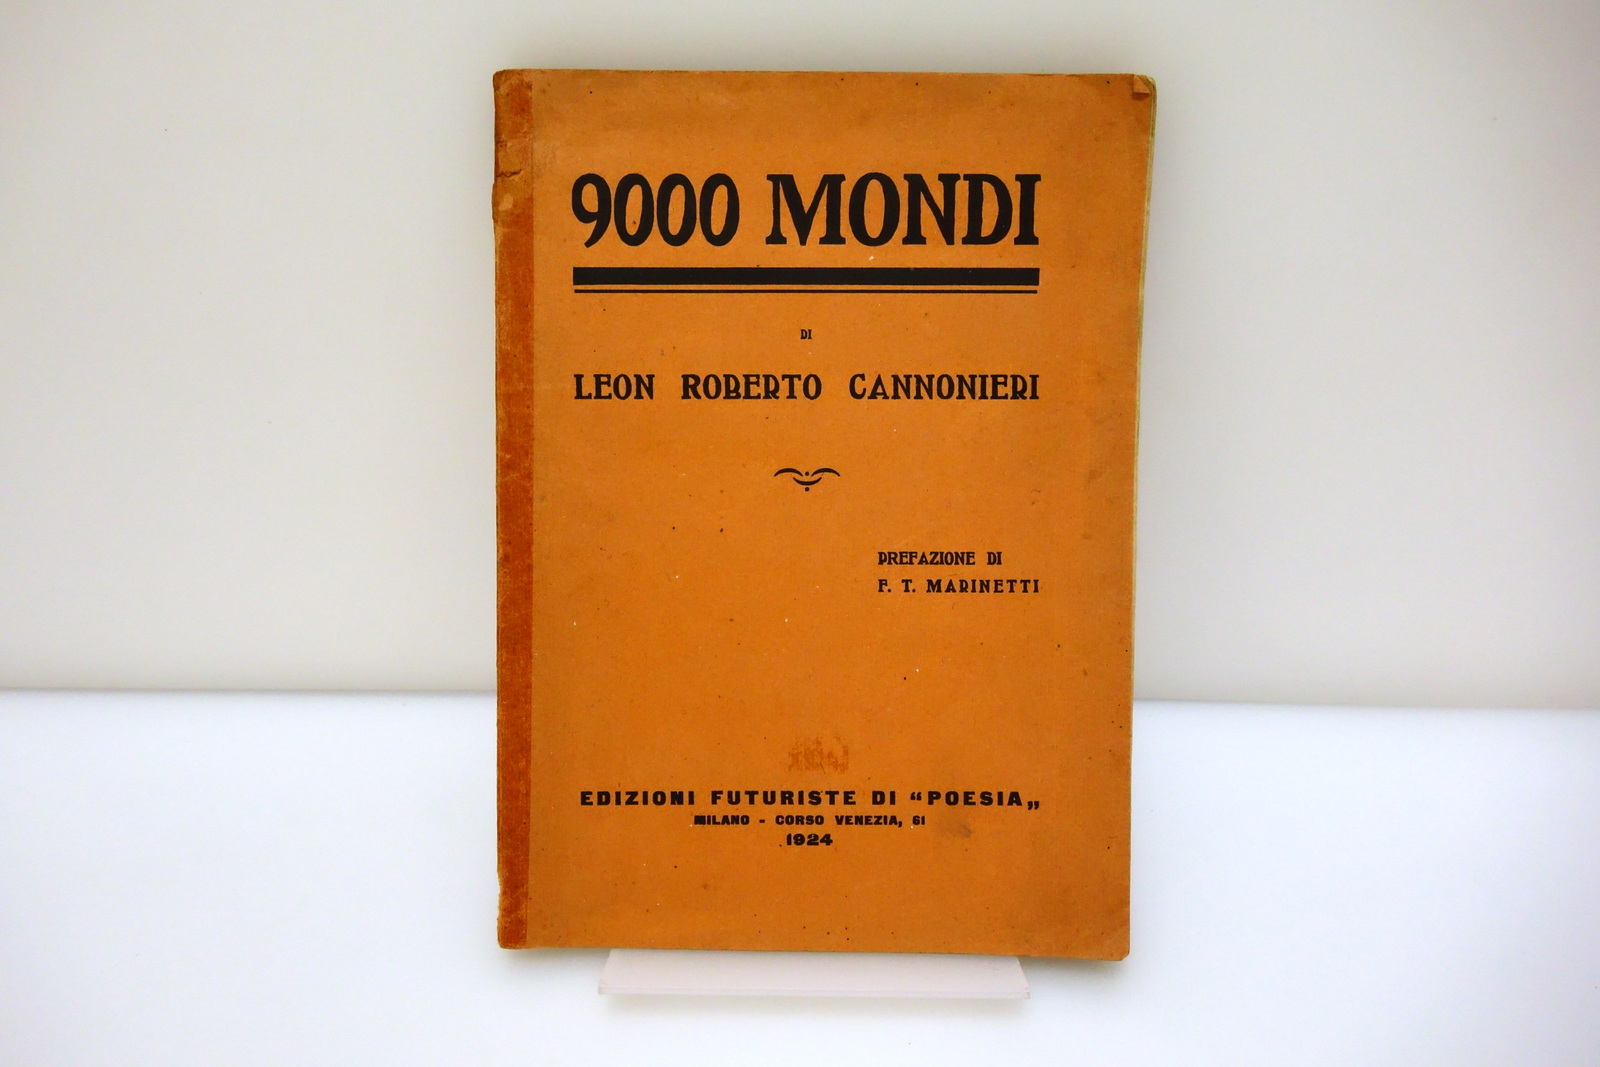 9000 MONDI
DI
LEON ROBERTO CANNONIERI
PREFAZIONE DI
F. T. MARINETTI
EDIZIONI FUTURISTE DI “POESIA„
MILANO - CORSO VENEZIA, 61
1924